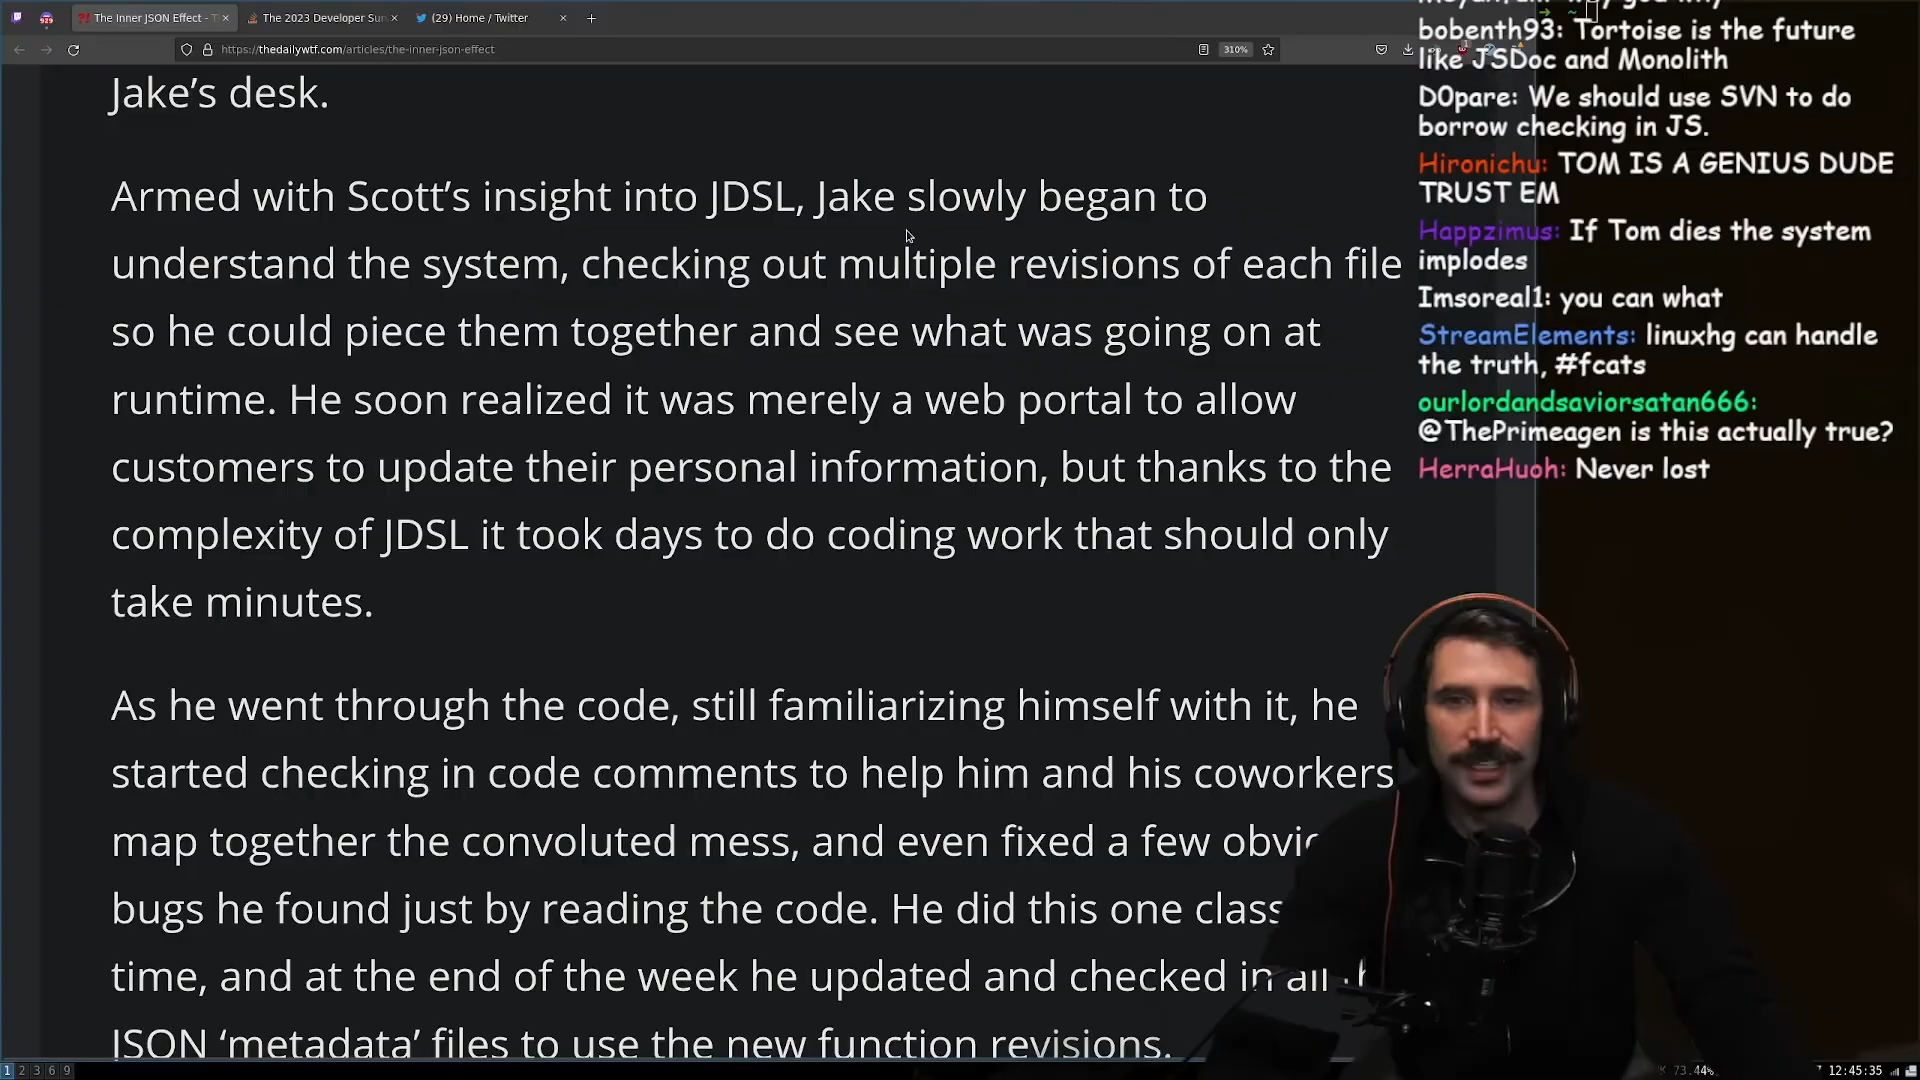 The Inner JSON Effect - T
The 2023 Developer Sur
(29) Home / Twitter
https://thedailywtf.com/articles/the-inner-json-effect
310%
Jake’s desk.
Armed with Scott’s insight into JDSL, Jake slowly began to
understand the system, checking out multiple revisions of each file
so he could piece them together and see what was going on at
runtime. He soon realized it was merely a web portal to allow
customers to update their personal information, but thanks to the
complexity of JDSL it took days to do coding work that should only
take minutes.
As he went through the code, still familiarizing himself with it, he
started checking in code comments to help him and his coworkers
map together the convoluted mess, and even fixed a few
bugs he found just by reading the code. He did this one class
time, and at the end of the week he updated and checked in
JSON ‘metadata’ files to use the new function revisions.
bobenth93: Tortoise is the future
like JSDoc and Monolith
D0pare: We should use SVN to do
borrow checking in JS.
Hironichu: TOM IS A GENIUS DUDE
TRUST EM
Happzimus: If Tom dies the system
implodes
Imsoreal1: you can what
StreamElements: linuxhg can handle
the truth, #fcats
ourlordandsaviorsatan666:
@ThePrimeagen is this actually true?
HerraHuoh: Never lost
1 2 3 6 9
73.44%
12:45:35